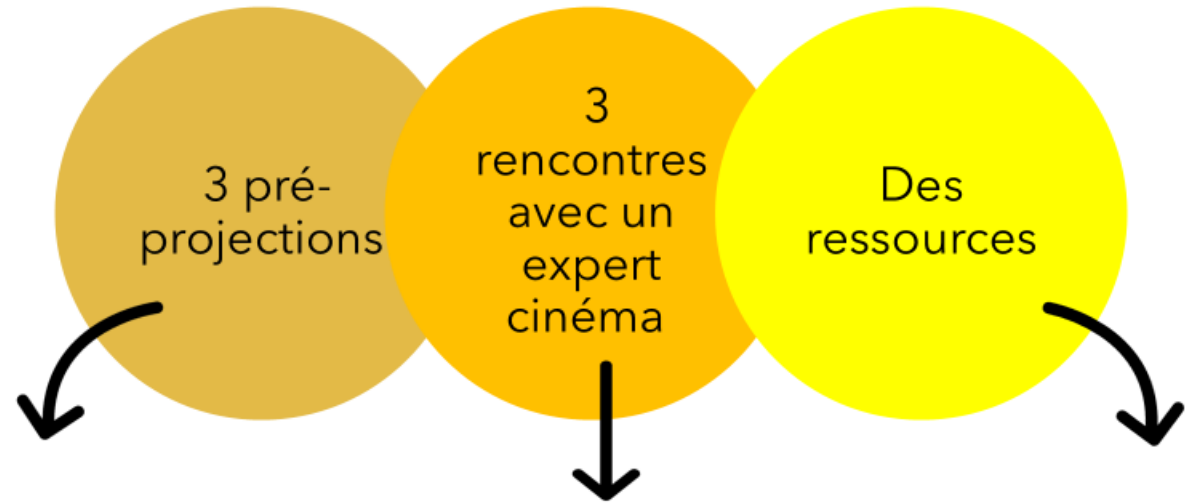 3 pré-
projections
3
rencontres
avec un
expert
cinéma
Des
ressources